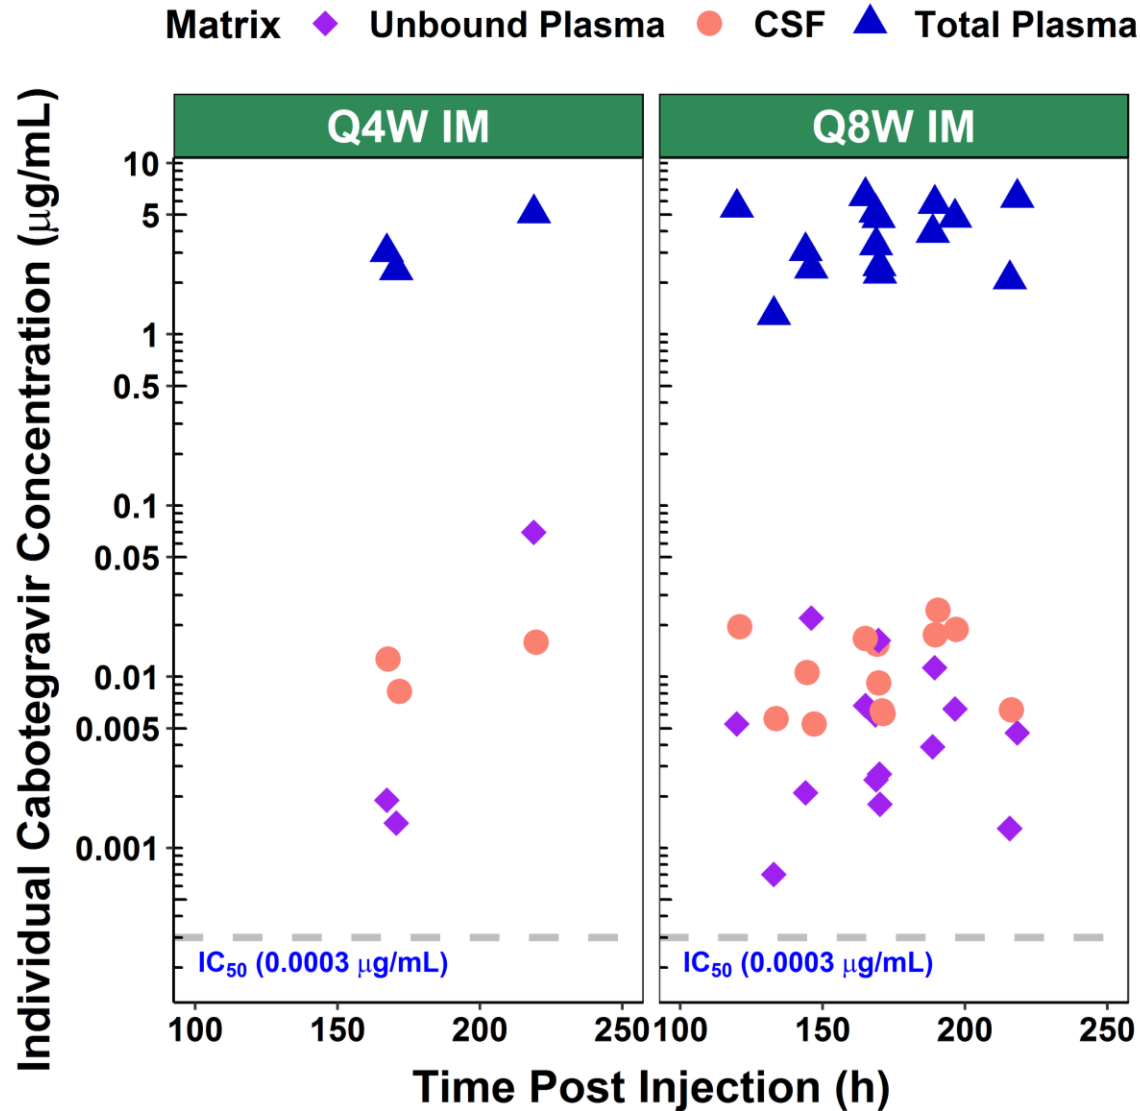 Matrix Unbound Plasma CSF Total Plasma
Individual Cabotegravir Concentration (μg/mL)
Q4W IM
Q8W IM
10
5
1
0.5
0.1
0.05
0.01
0.005
0.001
IC₅₀ (0.0003 μg/mL)
IC₅₀ (0.0003 μg/mL)
100 150 200 250
100 150 200 250
Time Post Injection (h)